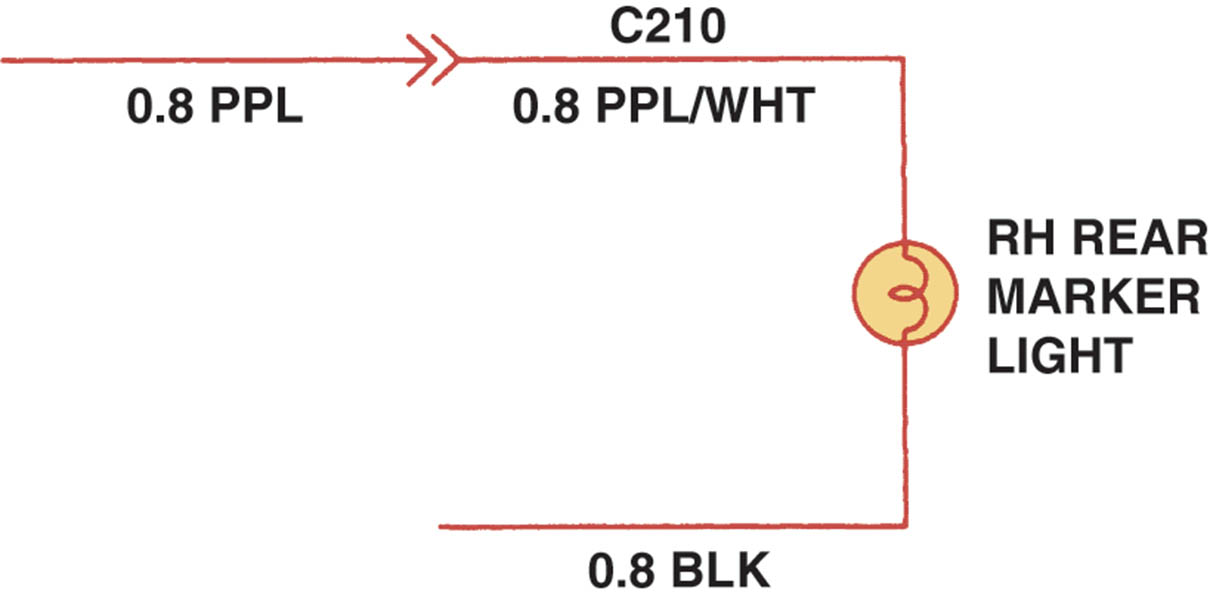 C210
0.8 PPL
0.8 PPL/WHT
RH REAR
MARKER
LIGHT
0.8 BLK